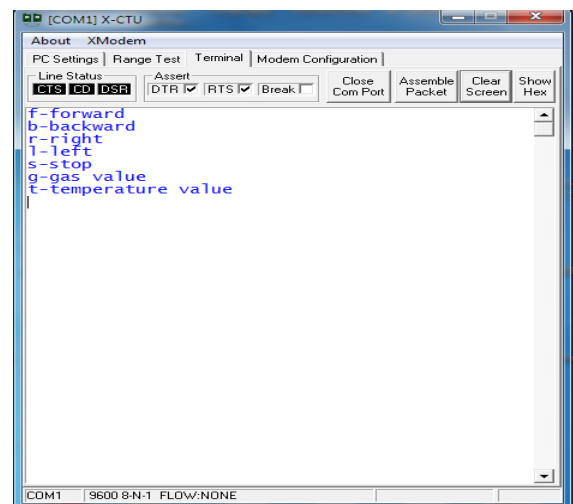 [COM1] X-CTU
About XModem
PC Settings Range Test Terminal Modem Configuration
Line Status Assert
CTS CD DSR DTR RTS Break Close Com Port Assemble Packet Clear Screen Show Hex
f-forward
b-backward
r-right
l-left
s-stop
g-gas value
t-temperature value
COM1 9600 8-N-1 FLOW:NONE